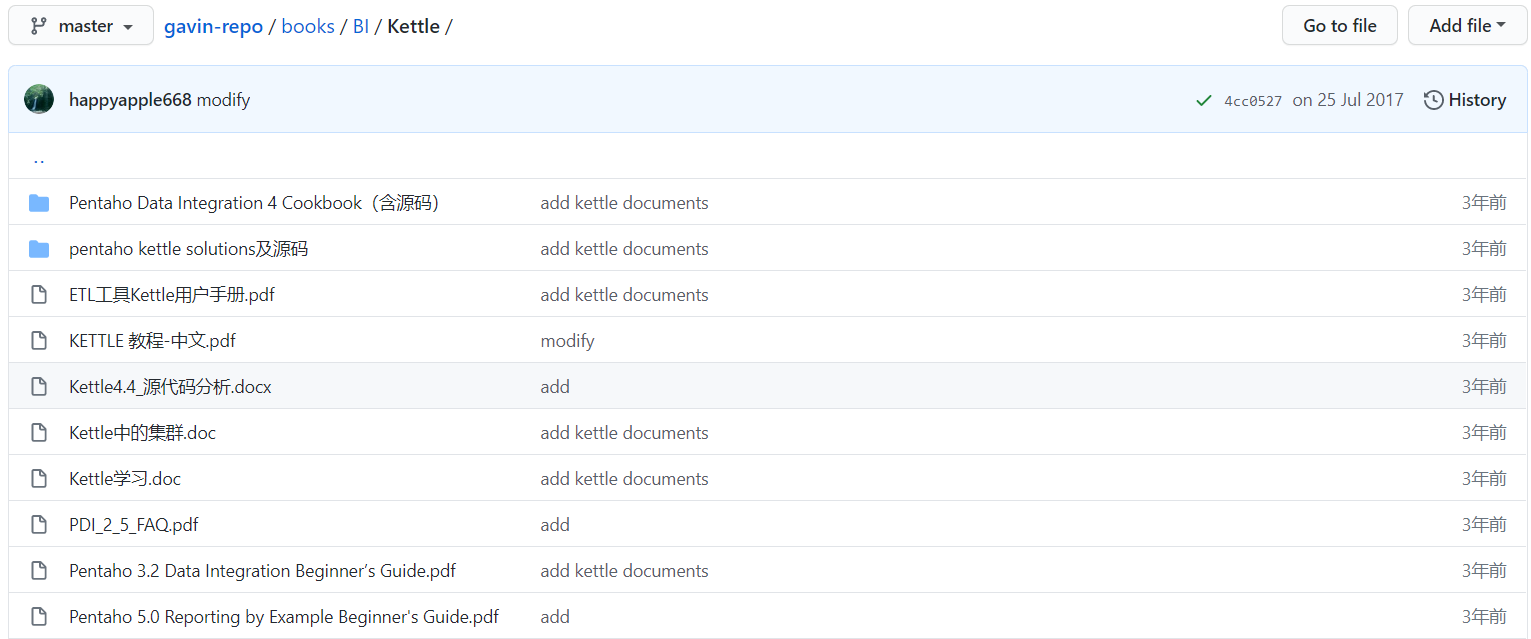 master gavin-repo / books / BI / Kettle / Go to file Add file
happyapple668 modify 4cc0527 on 25 Jul 2017 History
..
Pentaho Data Integration 4 Cookbook（含源码） add kettle documents 3年前
pentaho kettle solutions及源码 add kettle documents 3年前
ETL工具Kettle用户手册.pdf add kettle documents 3年前
KETTLE 教程-中文.pdf modify 3年前
Kettle4.4_源代码分析.docx add 3年前
Kettle中的集群.doc add kettle documents 3年前
Kettle学习.doc add kettle documents 3年前
PDI_2_5_FAQ.pdf add 3年前
Pentaho 3.2 Data Integration Beginner’s Guide.pdf add kettle documents 3年前
Pentaho 5.0 Reporting by Example Beginner's Guide.pdf add 3年前